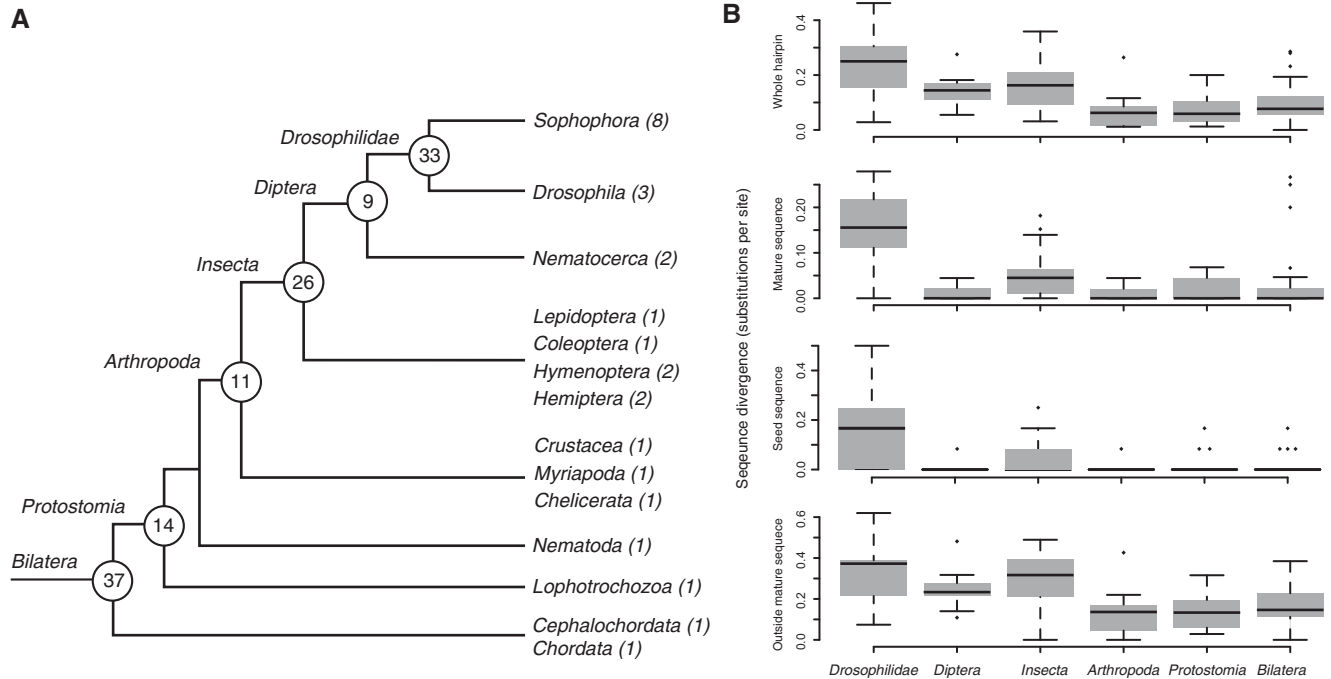 A
Sophophora (8)
Drosophilidae
33
Drosophila (3)
Diptera
9
Nematocerca (2)
Insecta
26
Lepidoptera (1)
Coleoptera (1)
Hymenoptera (2)
Hemiptera (2)
Arthropoda
11
Crustacea (1)
Myriapoda (1)
Chelicerata (1)
Protostomia
14
Nematoda (1)
Bilatera
37
Lophotrochozoa (1)
Cephalochordata (1)
Chordata (1)
B
Seqeunce divergence (substitutions per site)
Whole hairpin
0.4
0.2
0.0
Mature sequence
0.20
0.10
0.00
Seed sequence
0.4
0.2
0.0
Outside mature sequece
0.6
0.4
0.2
0.0
Drosophilidae Diptera Insecta Arthropoda Protostomia Bilatera